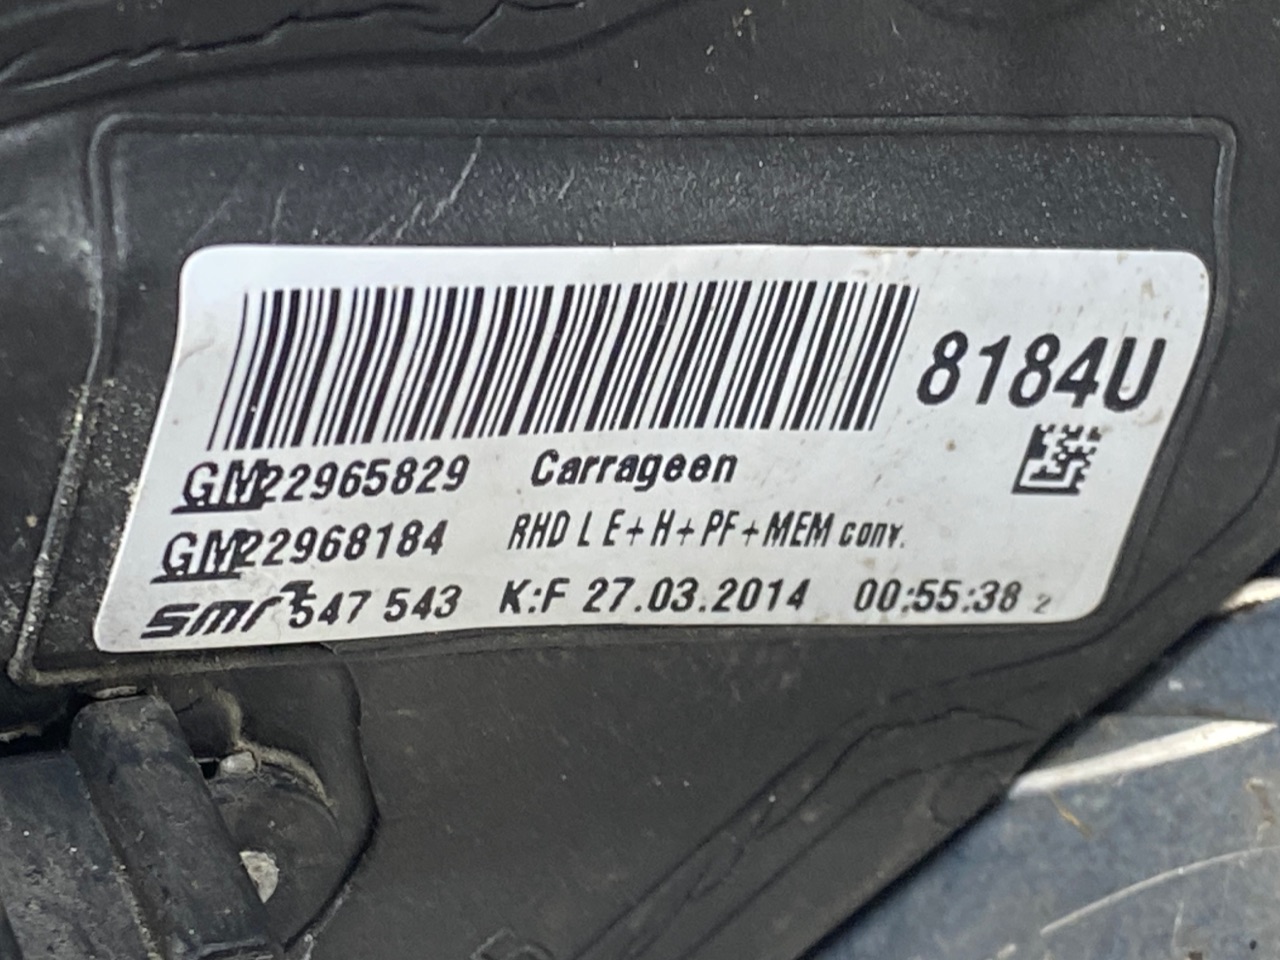 8184U
GM22965829 Carrageen
GM22968184 RHD L E+H+PF+MEM conv.
smr 547 543 K:F 27.03.2014 00:55:38 2